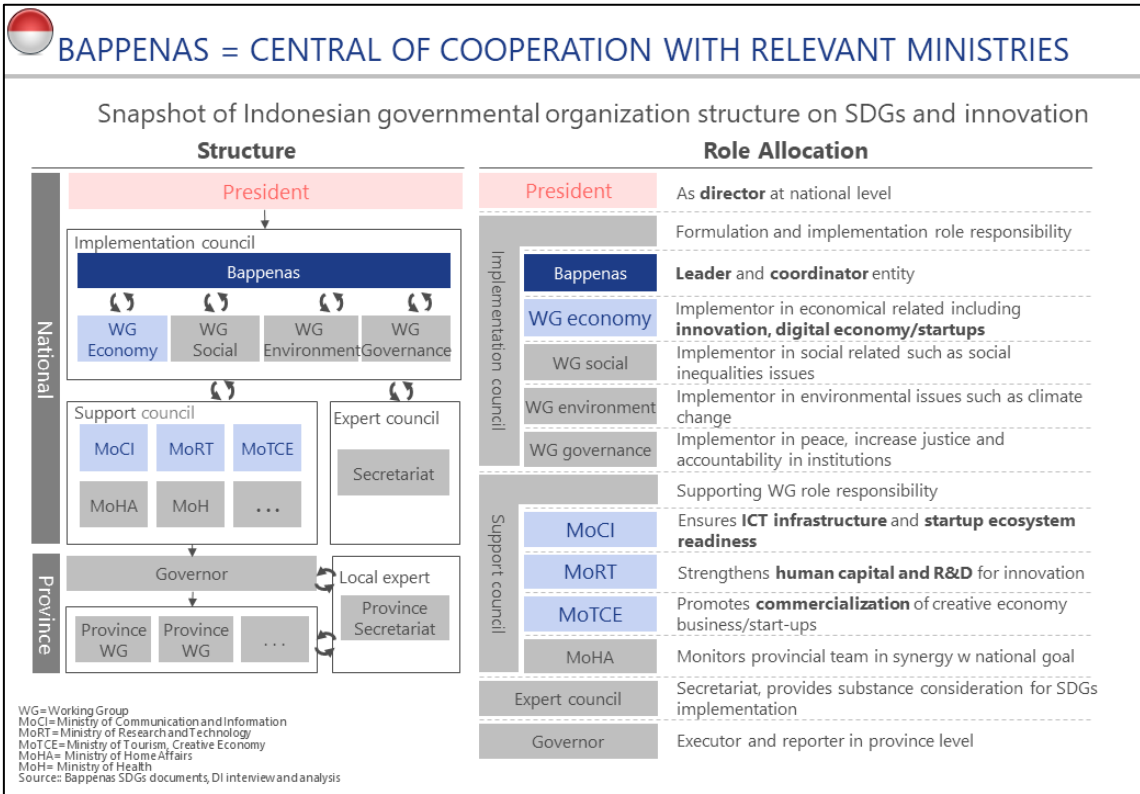 BAPPENAS = CENTRAL OF COOPERATION WITH RELEVANT MINISTRIES
Snapshot of Indonesian governmental organization structure on SDGs and innovation
Structure
National
President
Implementation council
Bappenas
WG
Economy
WG
Social
WG
Environment
WG
Governance
Support council
MoCI
MoRT
MoTCE
MoHA
MoH
...
Expert council
Secretariat
Province
Governor
Province
WG
Province
WG
...
Local expert
Province
Secretariat
Role Allocation
President
As director at national level
Implementation council
Formulation and implementation role responsibility
Bappenas
Leader and coordinator entity
WG economy
Implementor in economical related including
innovation, digital economy/startups
WG social
Implementor in social related such as social
inequalities issues
WG environment
Implementor in environmental issues such as climate
change
WG governance
Implementor in peace, increase justice and
accountability in institutions
Support council
Supporting WG role responsibility
MoCI
Ensures ICT infrastructure and startup ecosystem
readiness
MoRT
Strengthens human capital and R&D for innovation
MoTCE
Promotes commercialization of creative economy
business/start-ups
MoHA
Monitors provincial team in synergy w national goal
Expert council
Secretariat, provides substance consideration for SDGs
implementation
Governor
Executor and reporter in province level
WG= Working Group
MoCI= Ministry of Communication and Information
MoRT= Ministry of Research and Technology
MoTCE= Ministry of Tourism, Creative Economy
MoHA= Ministry of Home Affairs
MoH= Ministry of Health
Source:: Bappenas SDGs documents, DI interview and analysis